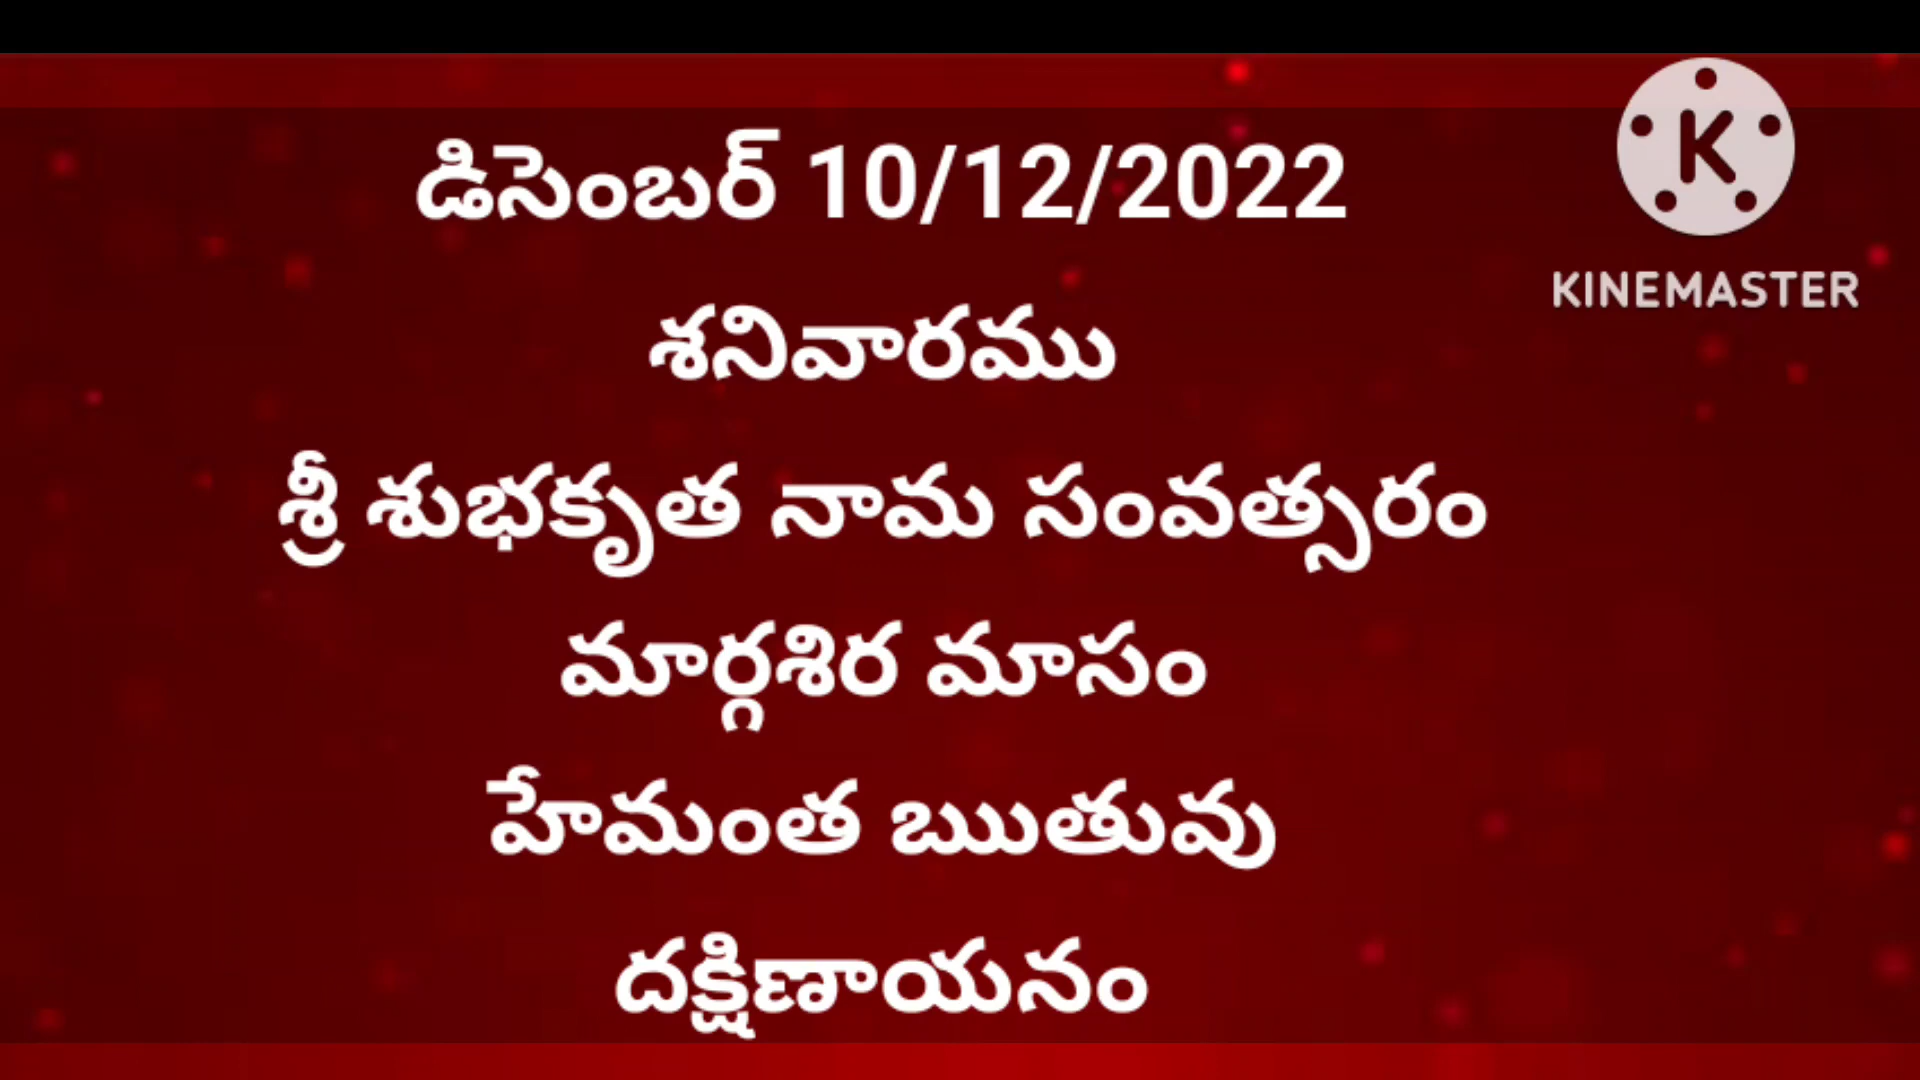 డిసెంబర్ 10/12/2022
శనివారము
శ్రీ శుభకృత నామ సంవత్సరం
మార్గశిర మాసం
హేమంత ఋతువు
దక్షిణాయనం
K
KINEMASTER